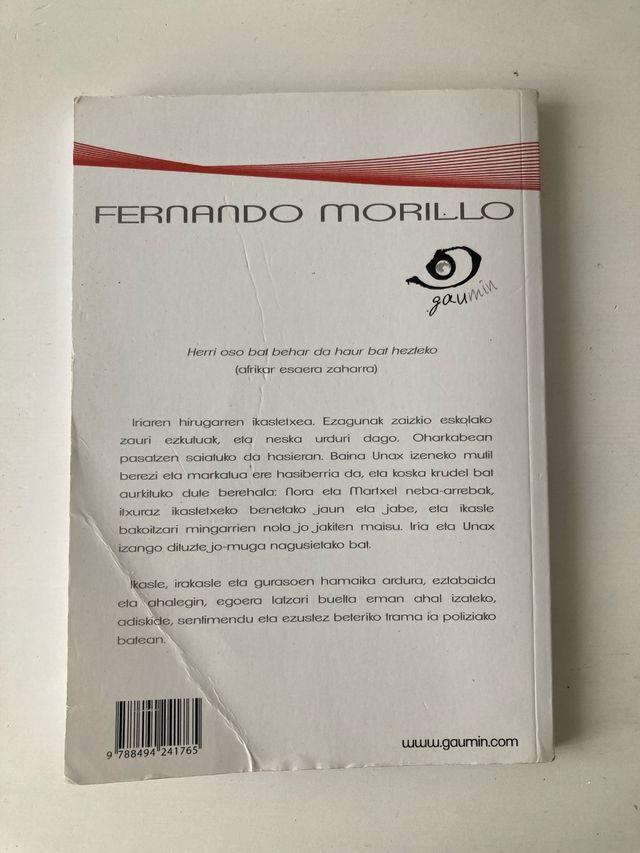 FERNANDO MORILLO
gaumin
Herri oso bat behar da haur bat hezteko
(afrikar esaera zaharra)
Iriaren hirugarren ikastetxea. Ezagunak zaizkio eskolako
zauri ezkutuak, eta neska urduri dago. Oharkabean
pasatzen saiatuko da hasieran. Baina Unax izeneko mutil
berezi eta markatua ere hasiberria da, eta koska krudel bat
aurkituko dute berehala: Nora eta Martxel neba-arrebak,
itxuraz ikastetxeko benetako jaun eta jabe, eta ikasle
bakoitzari mingarrien nola jo jakiten maisu. Iria eta Unax
izango dituzte jo-muga nagusietako bat.
Ikasle, irakasle eta gurasoen hamaika ardura, eztabaida
eta ahalegin, egoera latzari buelta eman ahal izateko,
adiskide, sentimendu eta ezustez beteriko trama ia poliziako
batean.
9 788494 241765
www.gaumin.com